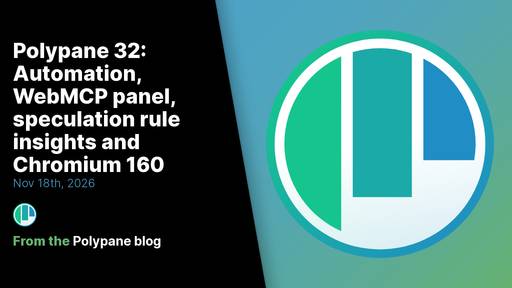 Polypane 32:
Automation,
WebMCP panel,
speculation rule
insights and
Chromium 160
Nov 18th, 2026
From the Polypane blog